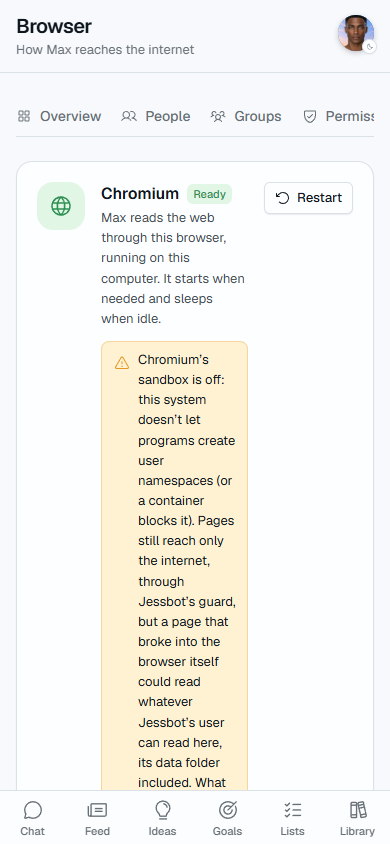 Browser
How Max reaches the internet
Overview
People
Groups
Permiss
Chromium
Ready
Restart
Max reads the web
through this browser,
running on this
computer. It starts when
needed and sleeps
when idle.
Chromium’s
sandbox is off:
this system
doesn’t let
programs create
user
namespaces (or
a container
blocks it). Pages
still reach only
the internet,
through
Jessbot’s guard,
but a page that
broke into the
browser itself
could read
whatever
Jessbot’s user
can read here,
its data folder
included. What
Chat
Feed
Ideas
Goals
Lists
Library